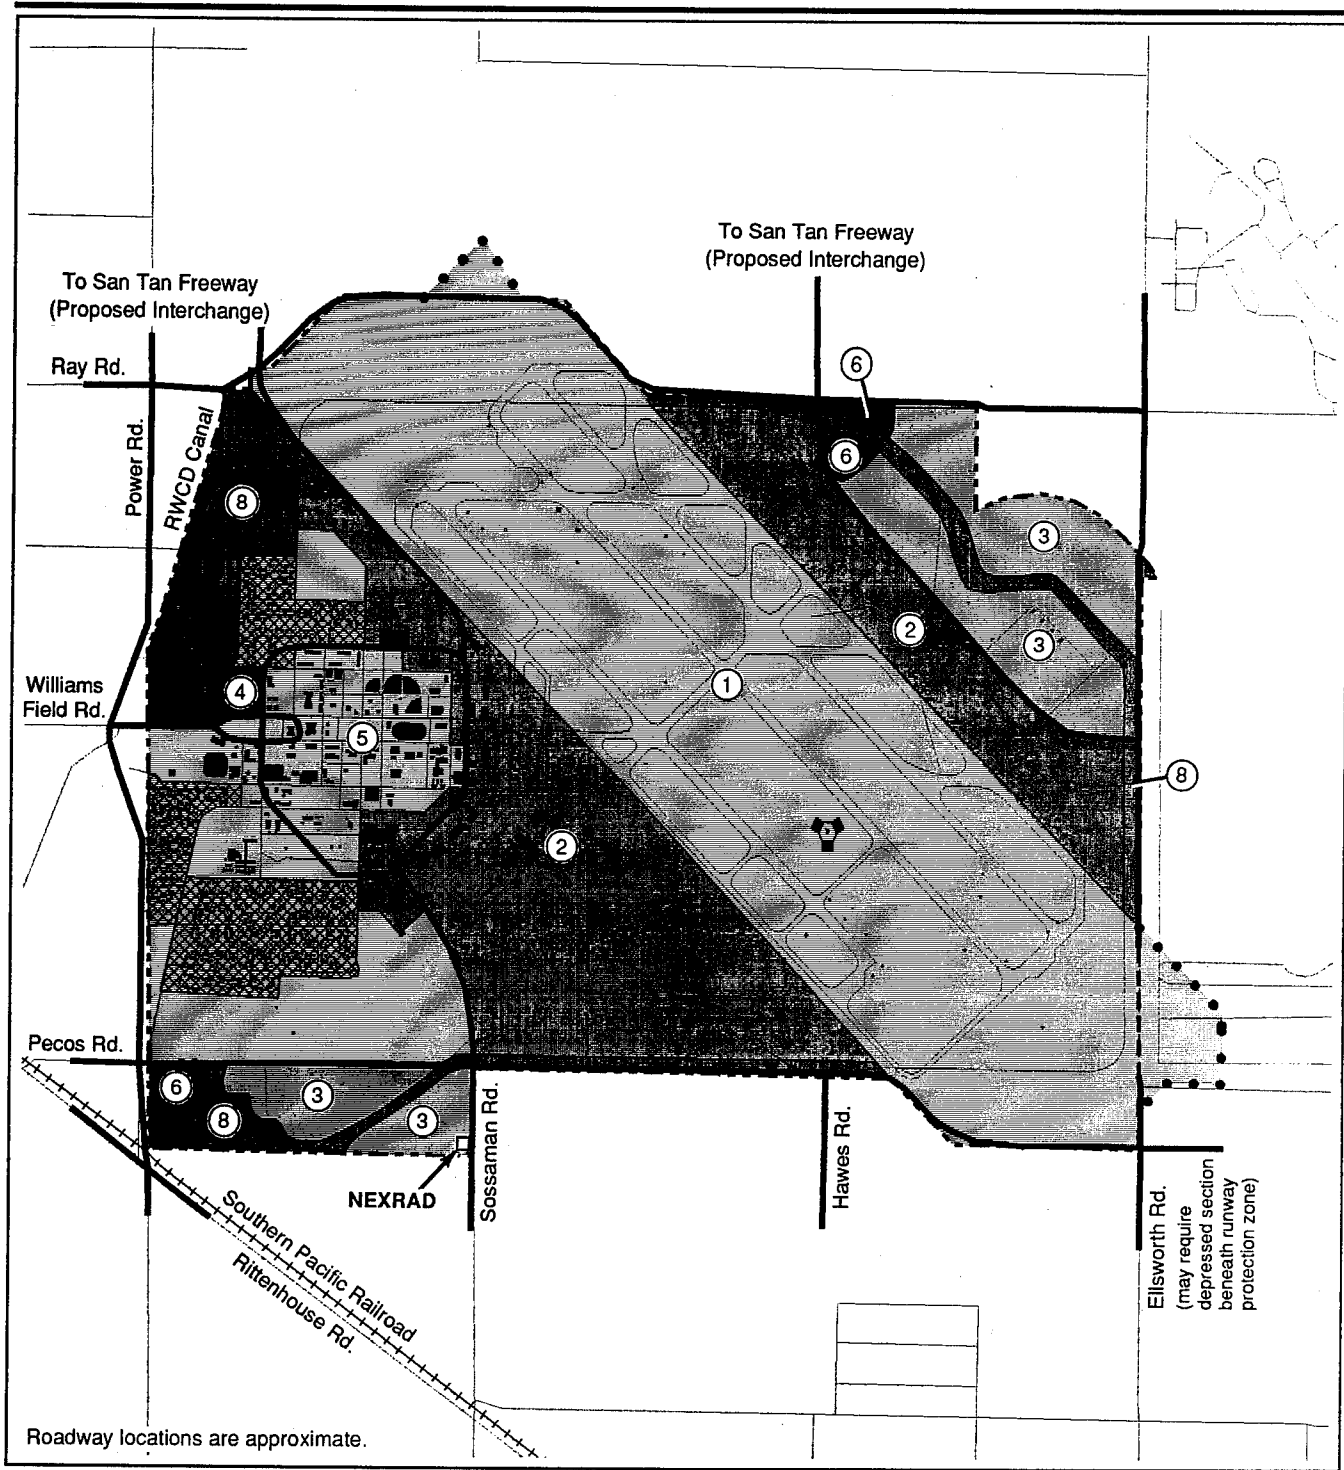 To San Tan Freeway
(Proposed Interchange)
To San Tan Freeway
(Proposed Interchange)
6
Ray Rd.
Power Rd.
RWCD Canal
6
8
3
2
3
4
1
Williams
Field Rd.
5
8
2
Pecos Rd.
6
3
8
3
NEXRAD
Sossaman Rd.
Hawes Rd.
Ellsworth Rd.
(may require
depressed section
beneath runway
protection zone)
Southern Pacific Railroad
Rittenhouse Rd.
Roadway locations are approximate.